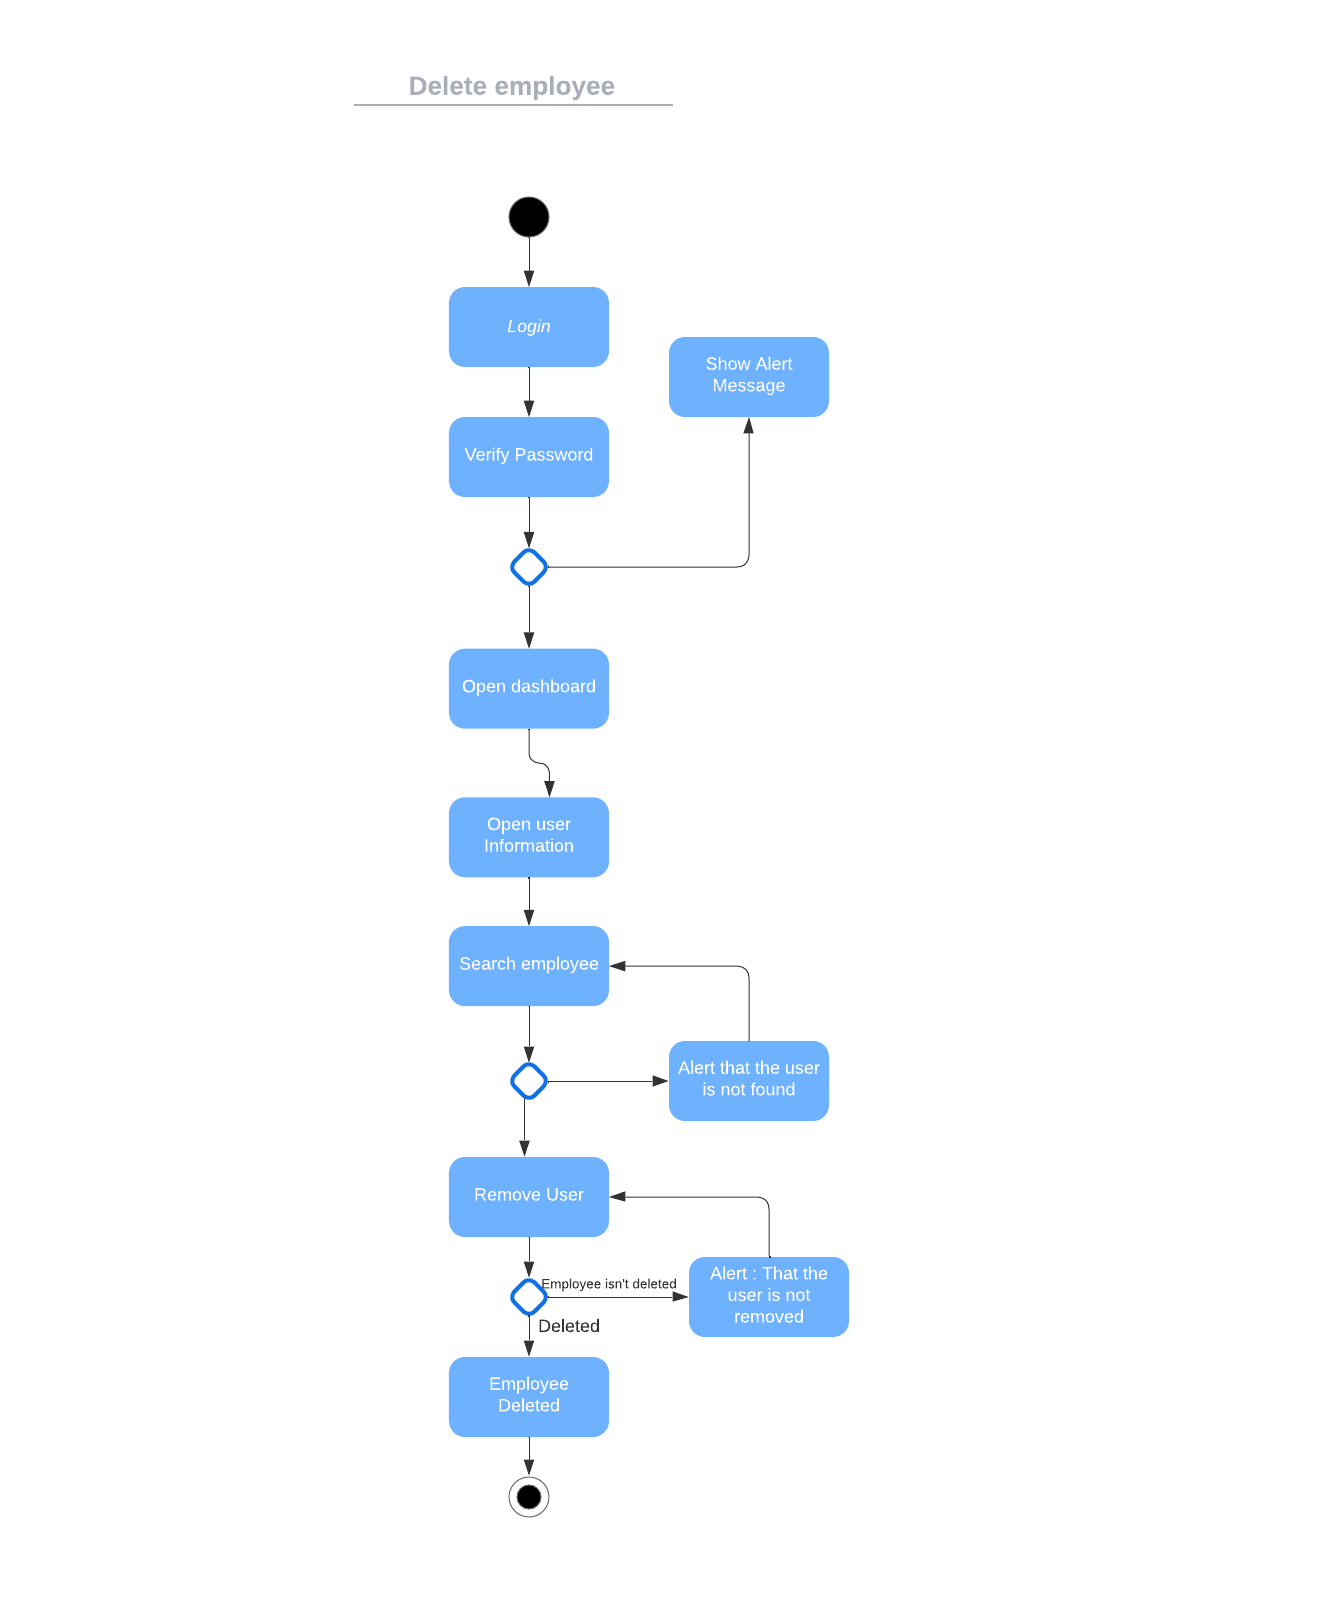 Delete employee
Login
Show Alert
Message
Verify Password
Open dashboard
Open user
Information
Search employee
Alert that the user
is not found
Remove User
Employee isn't deleted
Alert : That the
user is not
removed
Deleted
Employee
Deleted